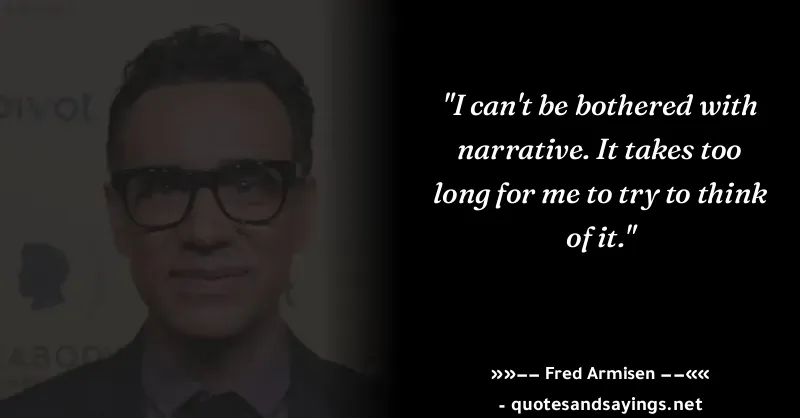 pivot
"I can't be bothered with
narrative. It takes too
long for me to try to think
of it."
»»−− Fred Armisen −−««
- quotesandsayings.net